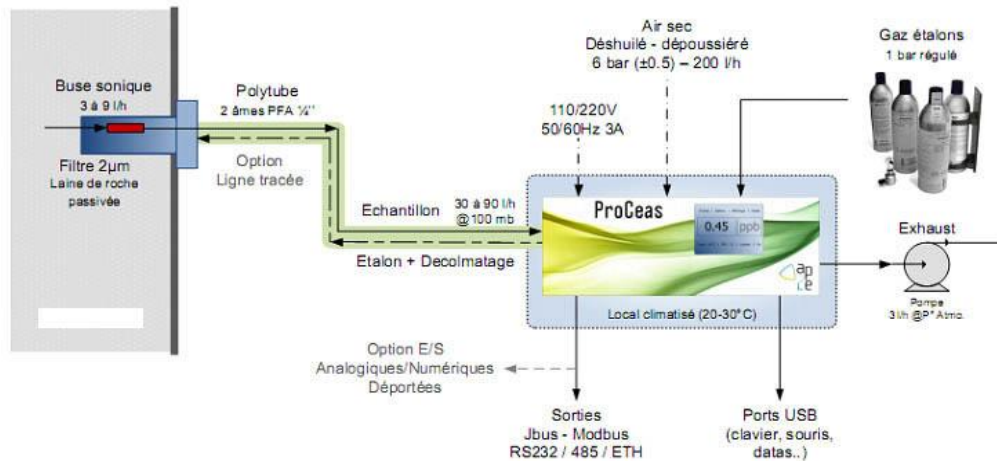 Air sec
Déshuilé - dépoussiéré
6 bar (±0.5) – 200 l/h
Gaz étalons
1 bar régulé
Buse sonique
3 à 9 l/h
Polytube
2 âmes PFA ¼''
110/220V
50/60Hz 3A
Filtre 2µm
Laine de roche
passivée
Option
Ligne tracée
Echantillon
30 à 90 l/h
@100 mb
Etalon + Decolmatage
ProCeas
0.45 ppb
ap2e
Exhaust
Pompe
3 l/h @P° Atmo.
Local climatisé (20-30°C)
Option E/S
Analogiques/Numériques
Déportées
Sorties
Jbus - Modbus
RS232 / 485 / ETH
Ports USB
(clavier, souris,
datas..)